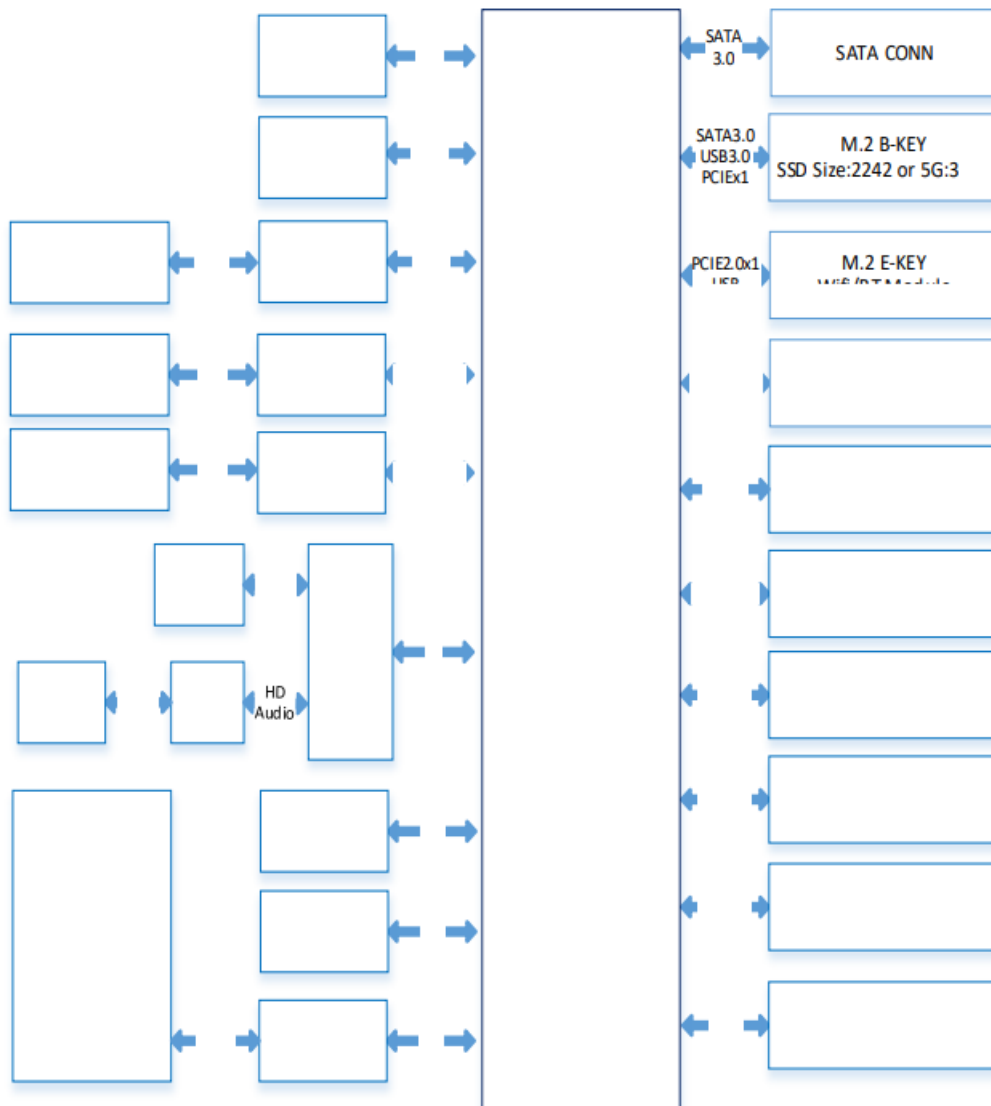 SATA
3.0
SATA CONN
SATA3.0
USB3.0
PCIEx1
M.2 B-KEY
SSD Size:2242 or 5G:3
PCIE2.0x1
USB
M.2 E-KEY
HD
Audio